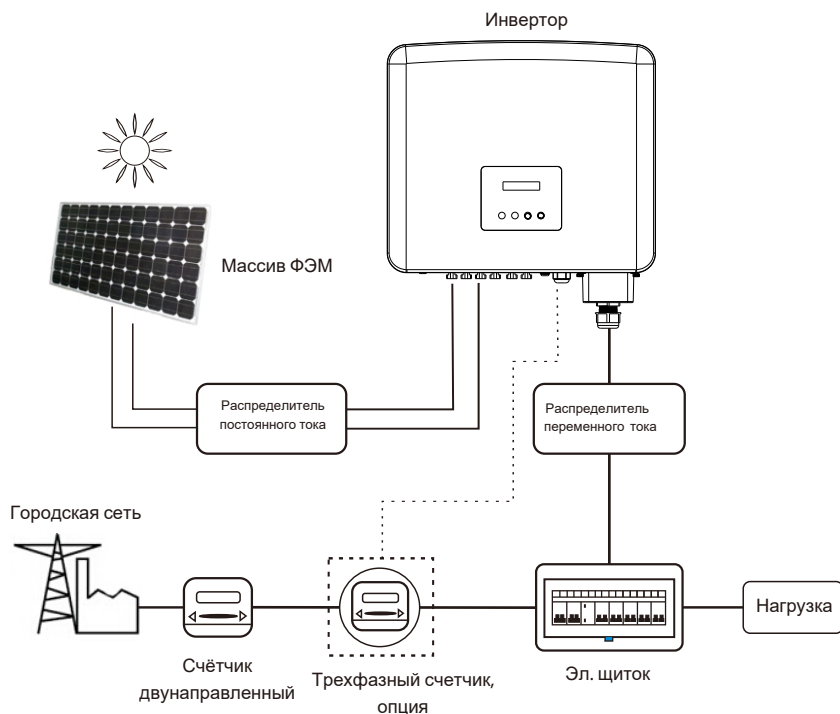 Инвертор
Массив ФЭМ
Распределитель
постоянного тока
Распределитель
переменного тока
Городская сеть
Счётчик
двунаправленный
Трехфазный счетчик,
опция
Эл. щиток
Нагрузка